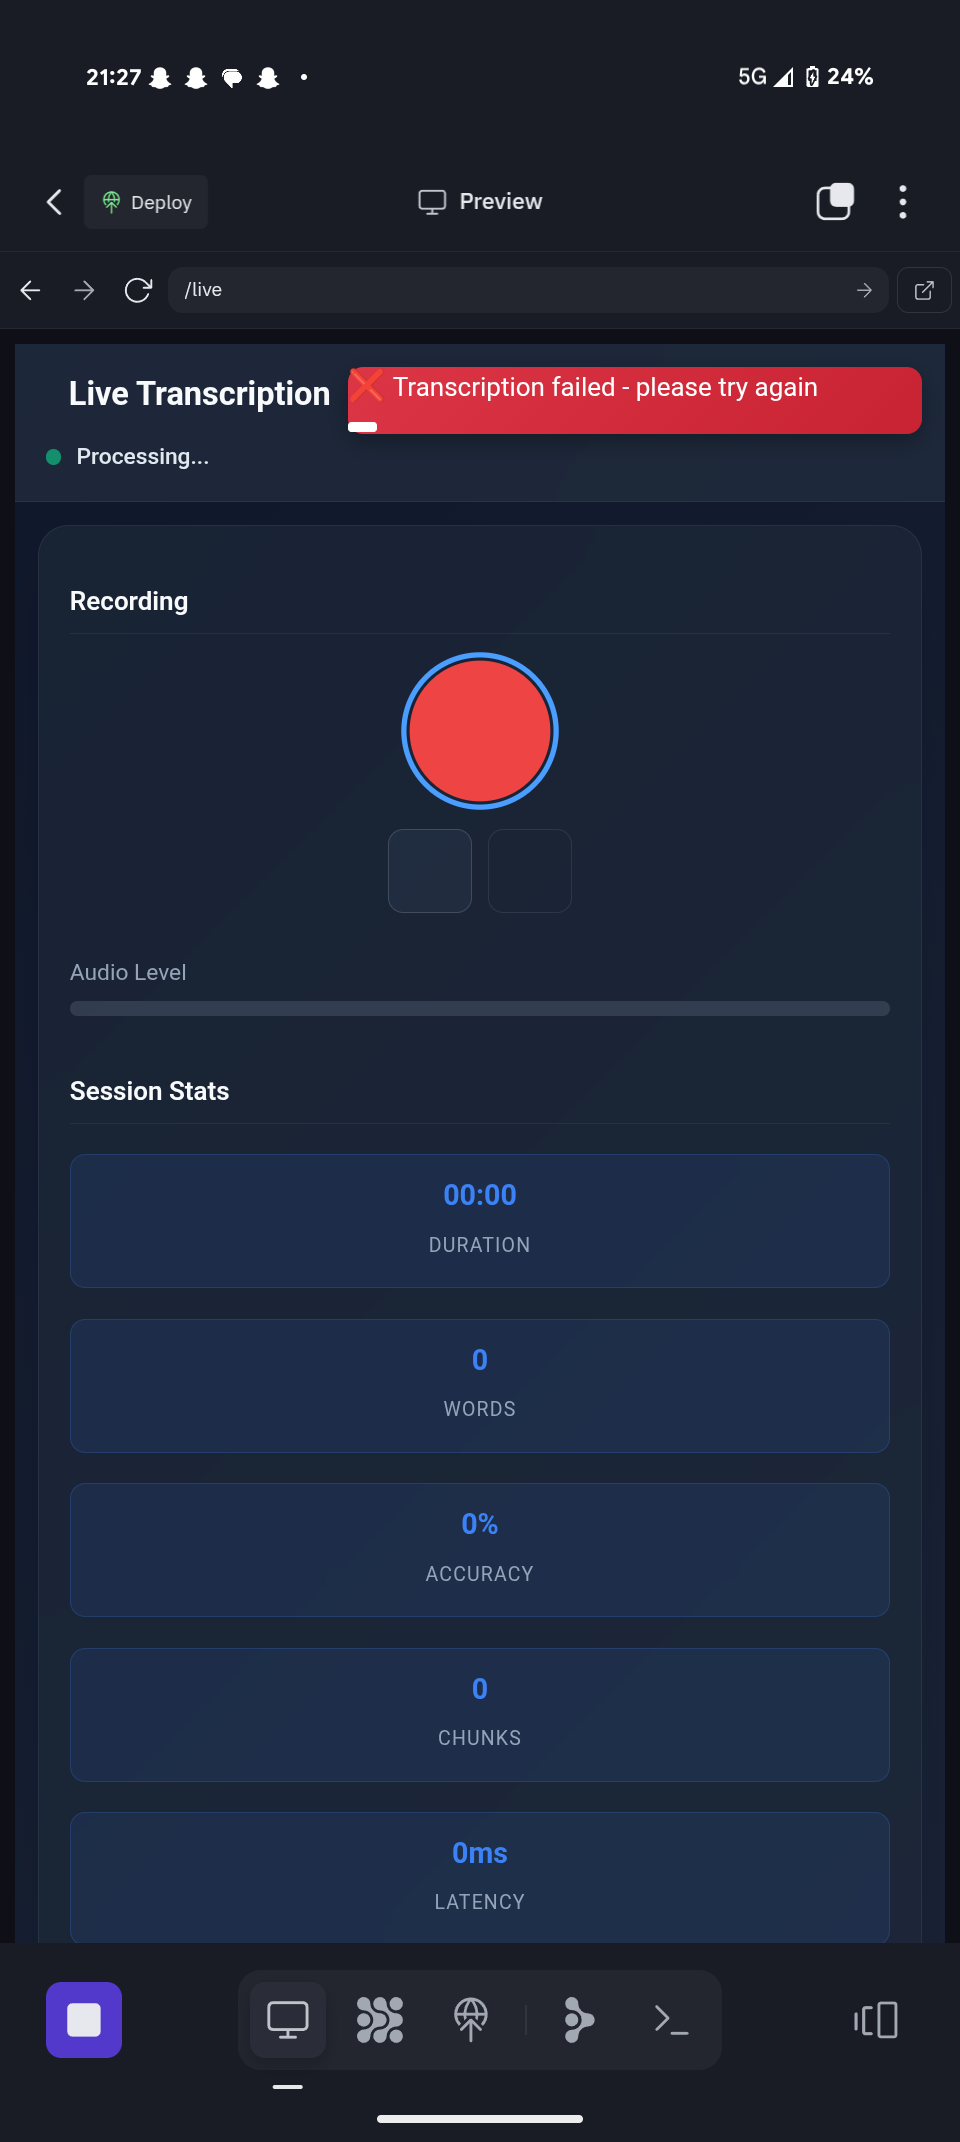 21:27
5G 24%
Deploy
Preview
/live
Live Transcription
❌ Transcription failed - please try again
Processing...
Recording
Audio Level
Session Stats
00:00
DURATION
0
WORDS
0%
ACCURACY
0
CHUNKS
0ms
LATENCY